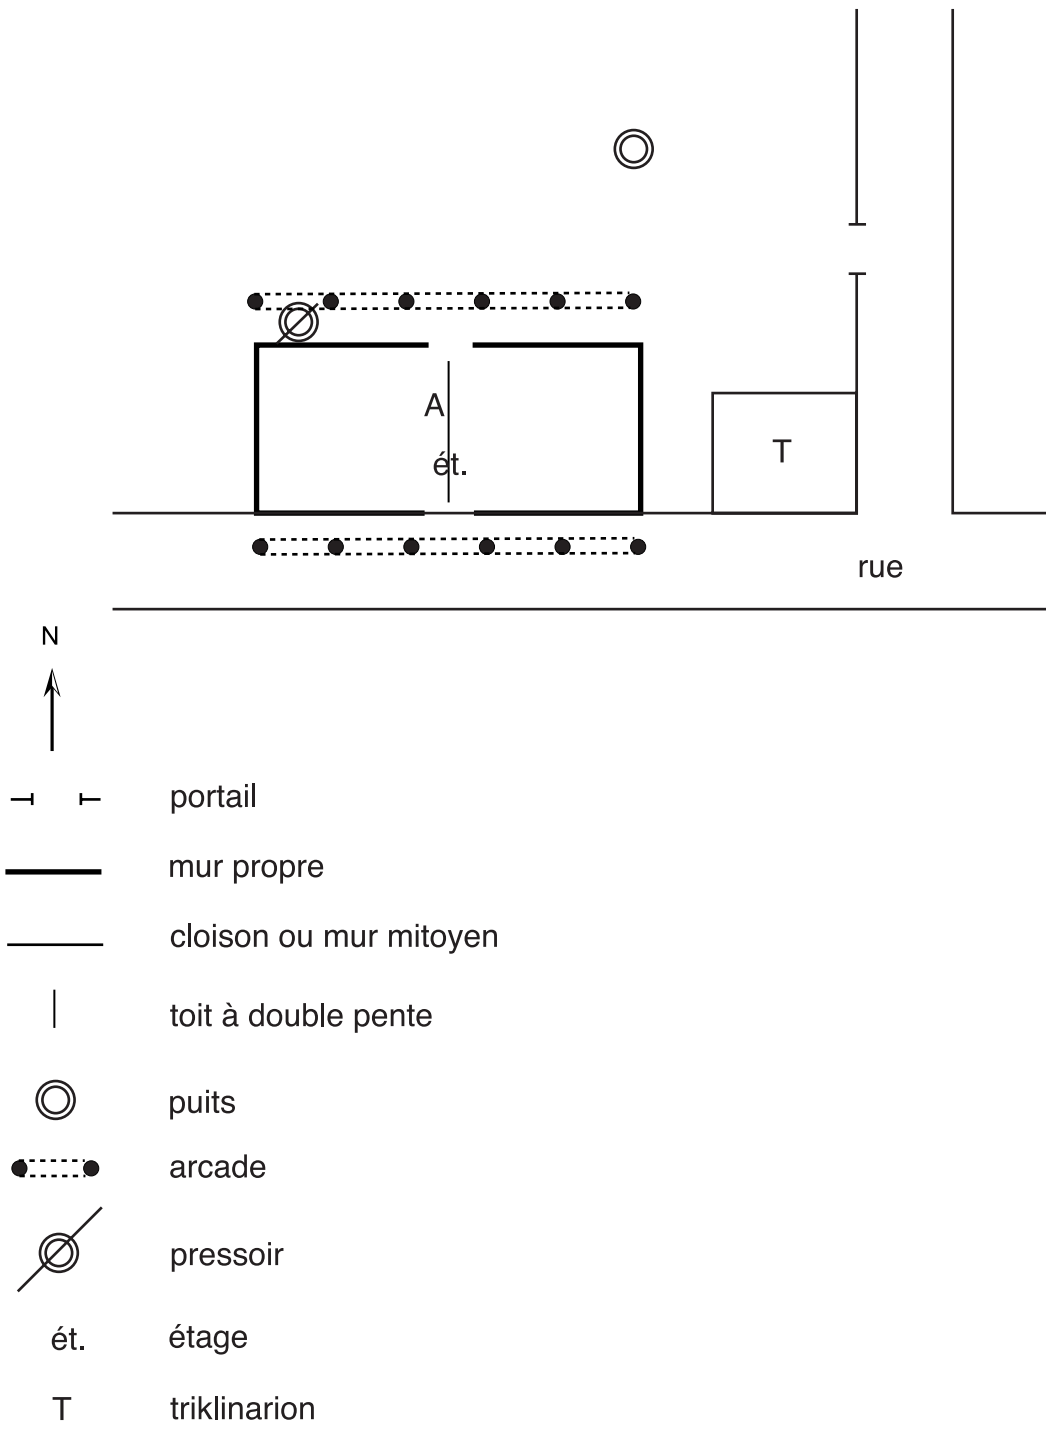 A
ét.
T
rue
N
portail
mur propre
cloison ou mur mitoyen
toit à double pente
puits
arcade
pressoir
ét. étage
T triklinarion